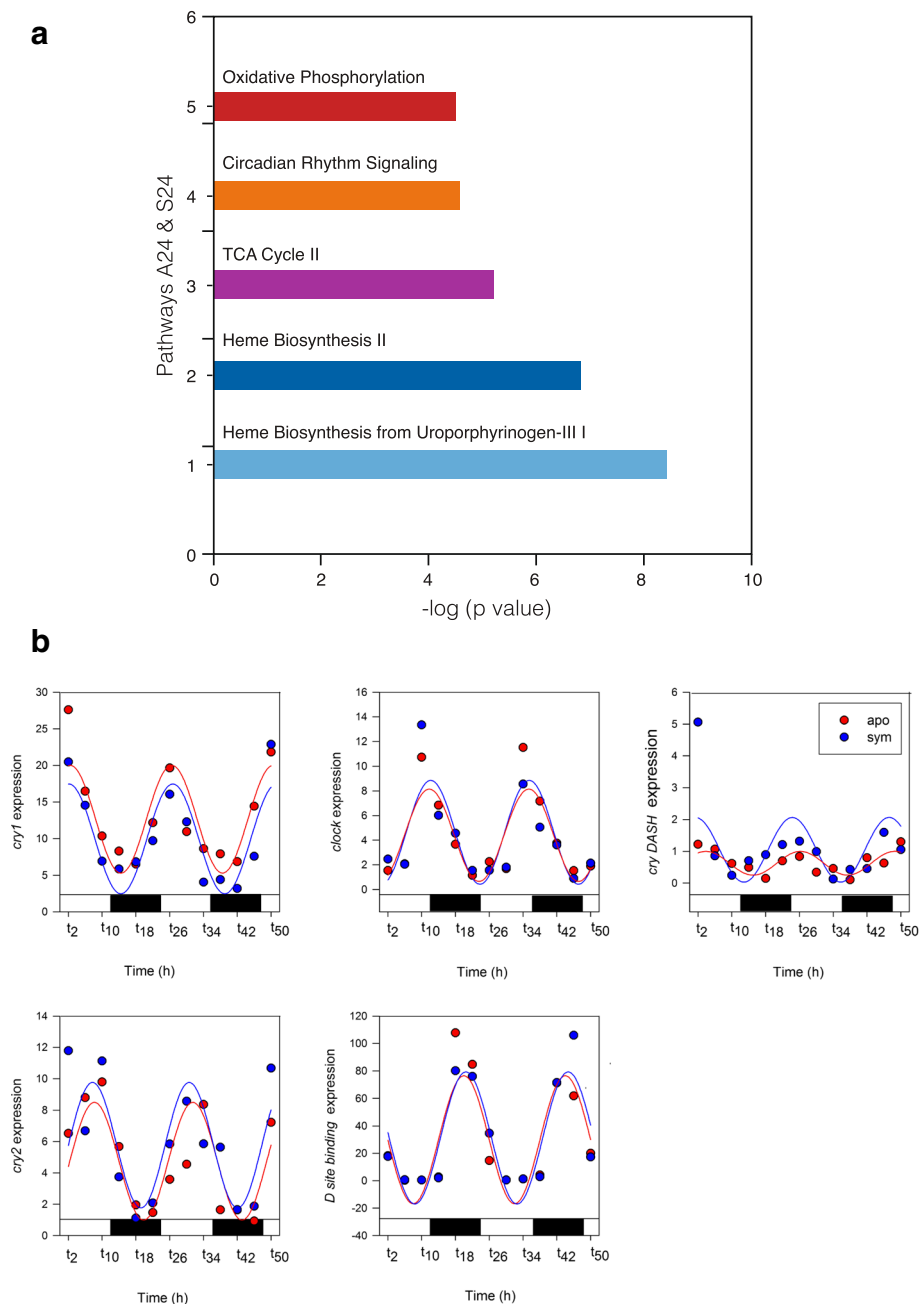 a
6
5
4
3
2
1
0
Pathways A24 & S24
Oxidative Phosphorylation
Circadian Rhythm Signaling
TCA Cycle II
Heme Biosynthesis II
Heme Biosynthesis from Uroporphyrinogen-III I
0 2 4 6 8 10
-log (p value)
b
cry1 expression
30
25
20
15
10
5
0
t2 t10 t18 t26 t34 t42 t50
Time (h)
clock expression
16
14
12
10
8
6
4
2
0
t2 t10 t18 t26 t34 t42 t50
Time (h)
cry DASH expression
6
5
4
3
2
1
0
apo
sym
t2 t10 t18 t26 t34 t42 t50
Time (h)
cry2 expression
14
12
10
8
6
4
2
0
t2 t10 t18 t26 t34 t42 t50
Time (h)
D site binding expression
120
100
80
60
40
20
0
-20
-40
t2 t10 t18 t26 t34 t42 t50
Time (h)